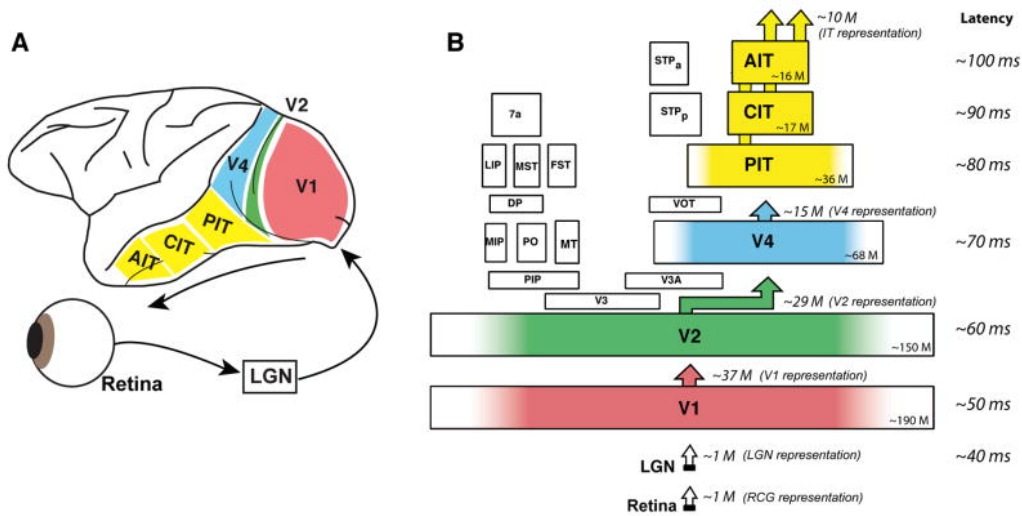 A
V2
V4
V1
PIT
CIT
AIT
Retina
LGN
B
Latency
~10 M
(IT representation)
STPa
AIT
~16 M
~100 ms
7a
STPp
CIT
~17 M
~90 ms
LIP
MST
FST
PIT
~36 M
~80 ms
DP
VOT
~15 M (V4 representation)
MIP
PO
MT
V4
~68 M
~70 ms
PIP
V3A
V3
~29 M (V2 representation)
V2
~150 M
~60 ms
~37 M (V1 representation)
V1
~190 M
~50 ms
LGN
~1 M (LGN representation)
~40 ms
Retina
~1 M (RCG representation)